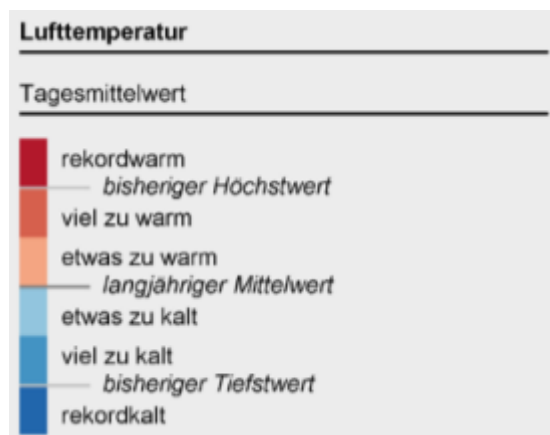 Lufttemperatur
Tagesmittelwert
rekordwarm
bisheriger Höchstwert
viel zu warm
etwas zu warm
langjähriger Mittelwert
etwas zu kalt
viel zu kalt
bisheriger Tiefstwert
rekordkalt